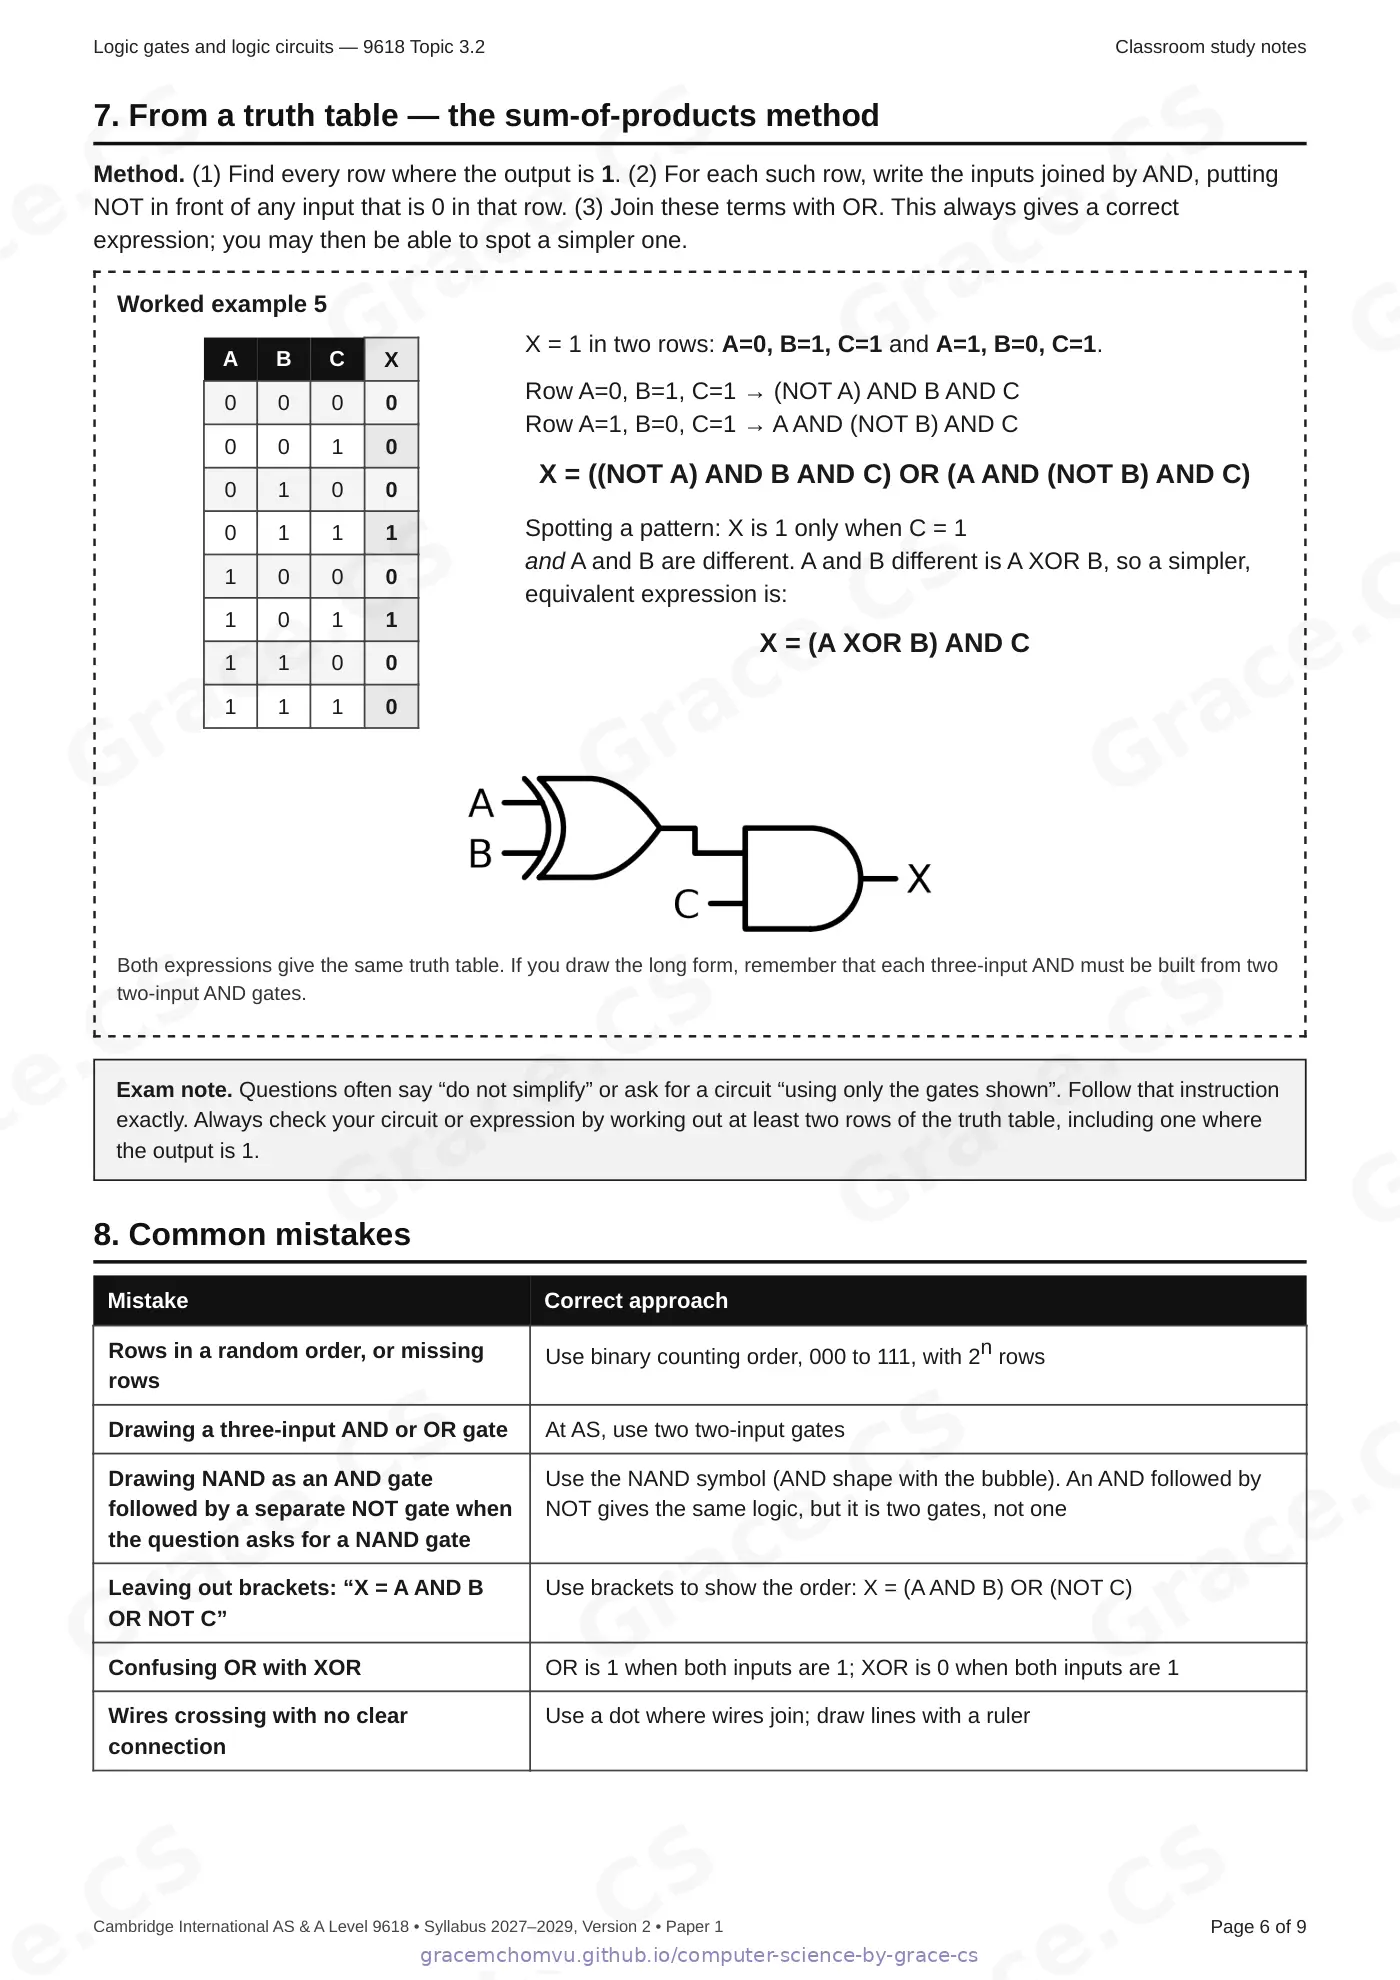 Logic gates and logic circuits — 9618 Topic 3.2
Classroom study notes
7. From a truth table — the sum-of-products method
Method. (1) Find every row where the output is 1. (2) For each such row, write the inputs joined by AND, putting
NOT in front of any input that is 0 in that row. (3) Join these terms with OR. This always gives a correct
expression; you may then be able to spot a simpler one.
Worked example 5
A B C X
0 0 0 0
0 0 1 0
0 1 0 0
0 1 1 1
1 0 0 0
1 0 1 1
1 1 0 0
1 1 1 0
X = 1 in two rows: A=0, B=1, C=1 and A=1, B=0, C=1.
Row A=0, B=1, C=1 → (NOT A) AND B AND C
Row A=1, B=0, C=1 → A AND (NOT B) AND C
X = ((NOT A) AND B AND C) OR (A AND (NOT B) AND C)
Spotting a pattern: X is 1 only when C = 1
and A and B are different. A and B different is A XOR B, so a simpler,
equivalent expression is:
X = (A XOR B) AND C
A
B
C
X
Both expressions give the same truth table. If you draw the long form, remember that each three-input AND must be built from two
two-input AND gates.
Exam note. Questions often say “do not simplify” or ask for a circuit “using only the gates shown”. Follow that instruction
exactly. Always check your circuit or expression by working out at least two rows of the truth table, including one where
the output is 1.
8. Common mistakes
Mistake
Correct approach
Rows in a random order, or missing
rows
Use binary counting order, 000 to 111, with 2ⁿ rows
Drawing a three-input AND or OR gate
At AS, use two two-input gates
Drawing NAND as an AND gate
followed by a separate NOT gate when
the question asks for a NAND gate
Use the NAND symbol (AND shape with the bubble). An AND followed by
NOT gives the same logic, but it is two gates, not one
Leaving out brackets: “X = A AND B
OR NOT C”
Use brackets to show the order: X = (A AND B) OR (NOT C)
Confusing OR with XOR
OR is 1 when both inputs are 1; XOR is 0 when both inputs are 1
Wires crossing with no clear
connection
Use a dot where wires join; draw lines with a ruler
Cambridge International AS & A Level 9618 • Syllabus 2027–2029, Version 2 • Paper 1
Page 6 of 9
gracemchomvu.github.io/computer-science-by-grace-cs
Grace.CS